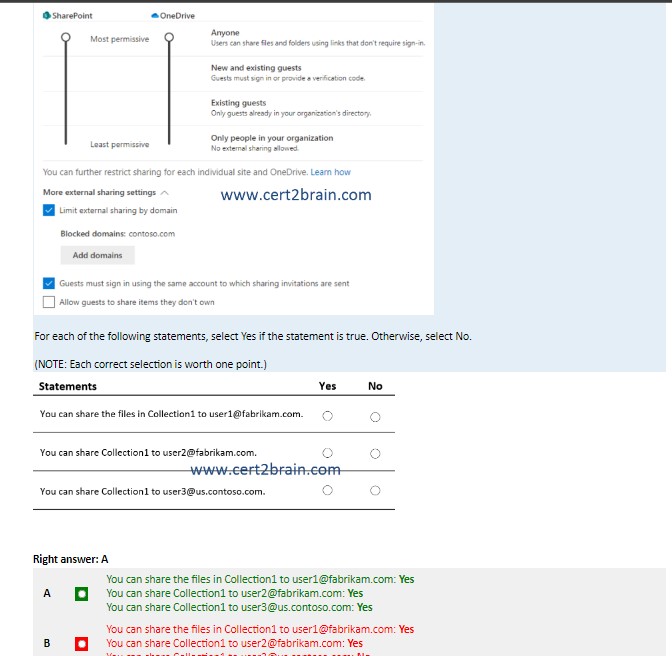 SharePoint OneDrive
Most permissive
Anyone
Users can share files and folders using links that don't require sign-in.
New and existing guests
Guests must sign in or provide a verification code.
Existing guests
Only guests already in your organization's directory.
Least permissive
Only people in your organization
No external sharing allowed.
You can further restrict sharing for each individual site and OneDrive. Learn how
More external sharing settings
www.cert2brain.com
Limit external sharing by domain
Blocked domains: contoso.com
Add domains
Guests must sign in using the same account to which sharing invitations are sent
Allow guests to share items they don't own
For each of the following statements, select Yes if the statement is true. Otherwise, select No.
(NOTE: Each correct selection is worth one point.)
Statements Yes No
You can share the files in Collection1 to user1@fabrikam.com.
You can share Collection1 to user2@fabrikam.com.
www.cert2brain.com
You can share Collection1 to user3@us.contoso.com.
Right answer: A
You can share the files in Collection1 to user1@fabrikam.com: Yes
A You can share Collection1 to user2@fabrikam.com: Yes
You can share Collection1 to user3@us.contoso.com: Yes
You can share the files in Collection1 to user1@fabrikam.com: Yes
B You can share Collection1 to user2@fabrikam.com: Yes